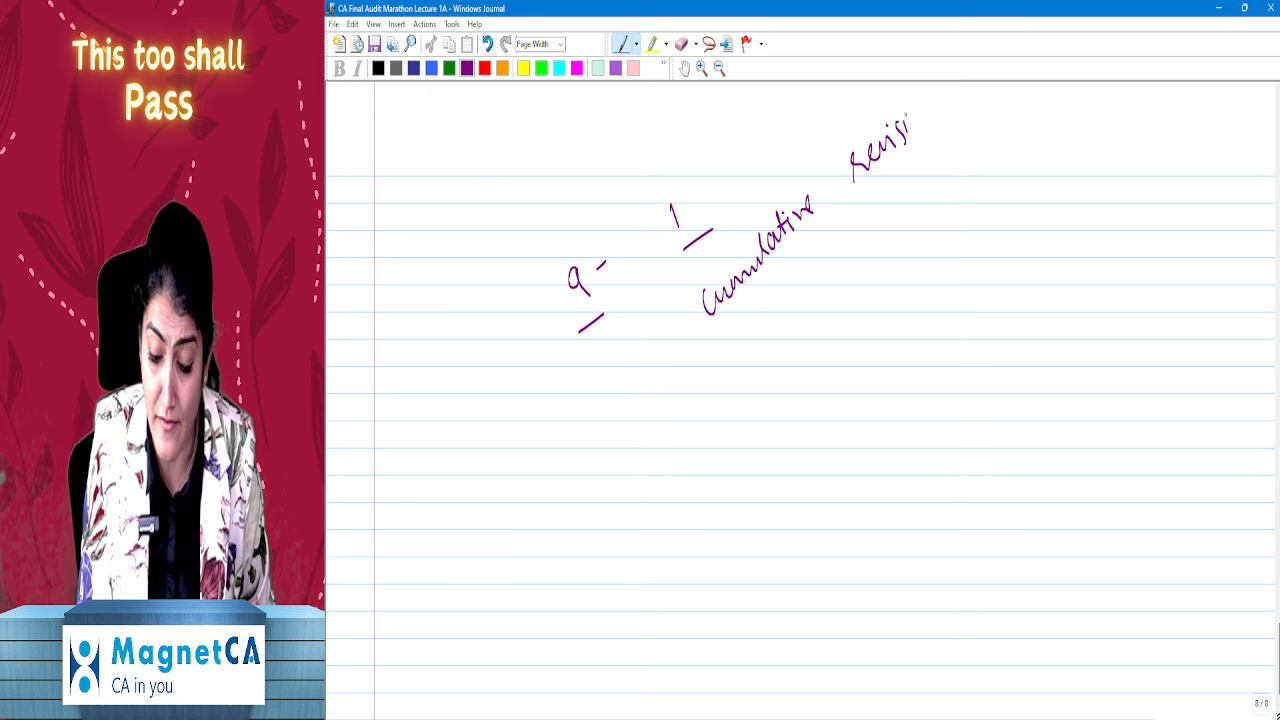 This too shall
Pass
CA Final Audit Marathon Lecture 1A - Windows Journal
File Edit View Insert Actions Tools Help
Page Width
B I
1
9 -
cumulative revisi
8 / 8
MagnetCA
CA in you